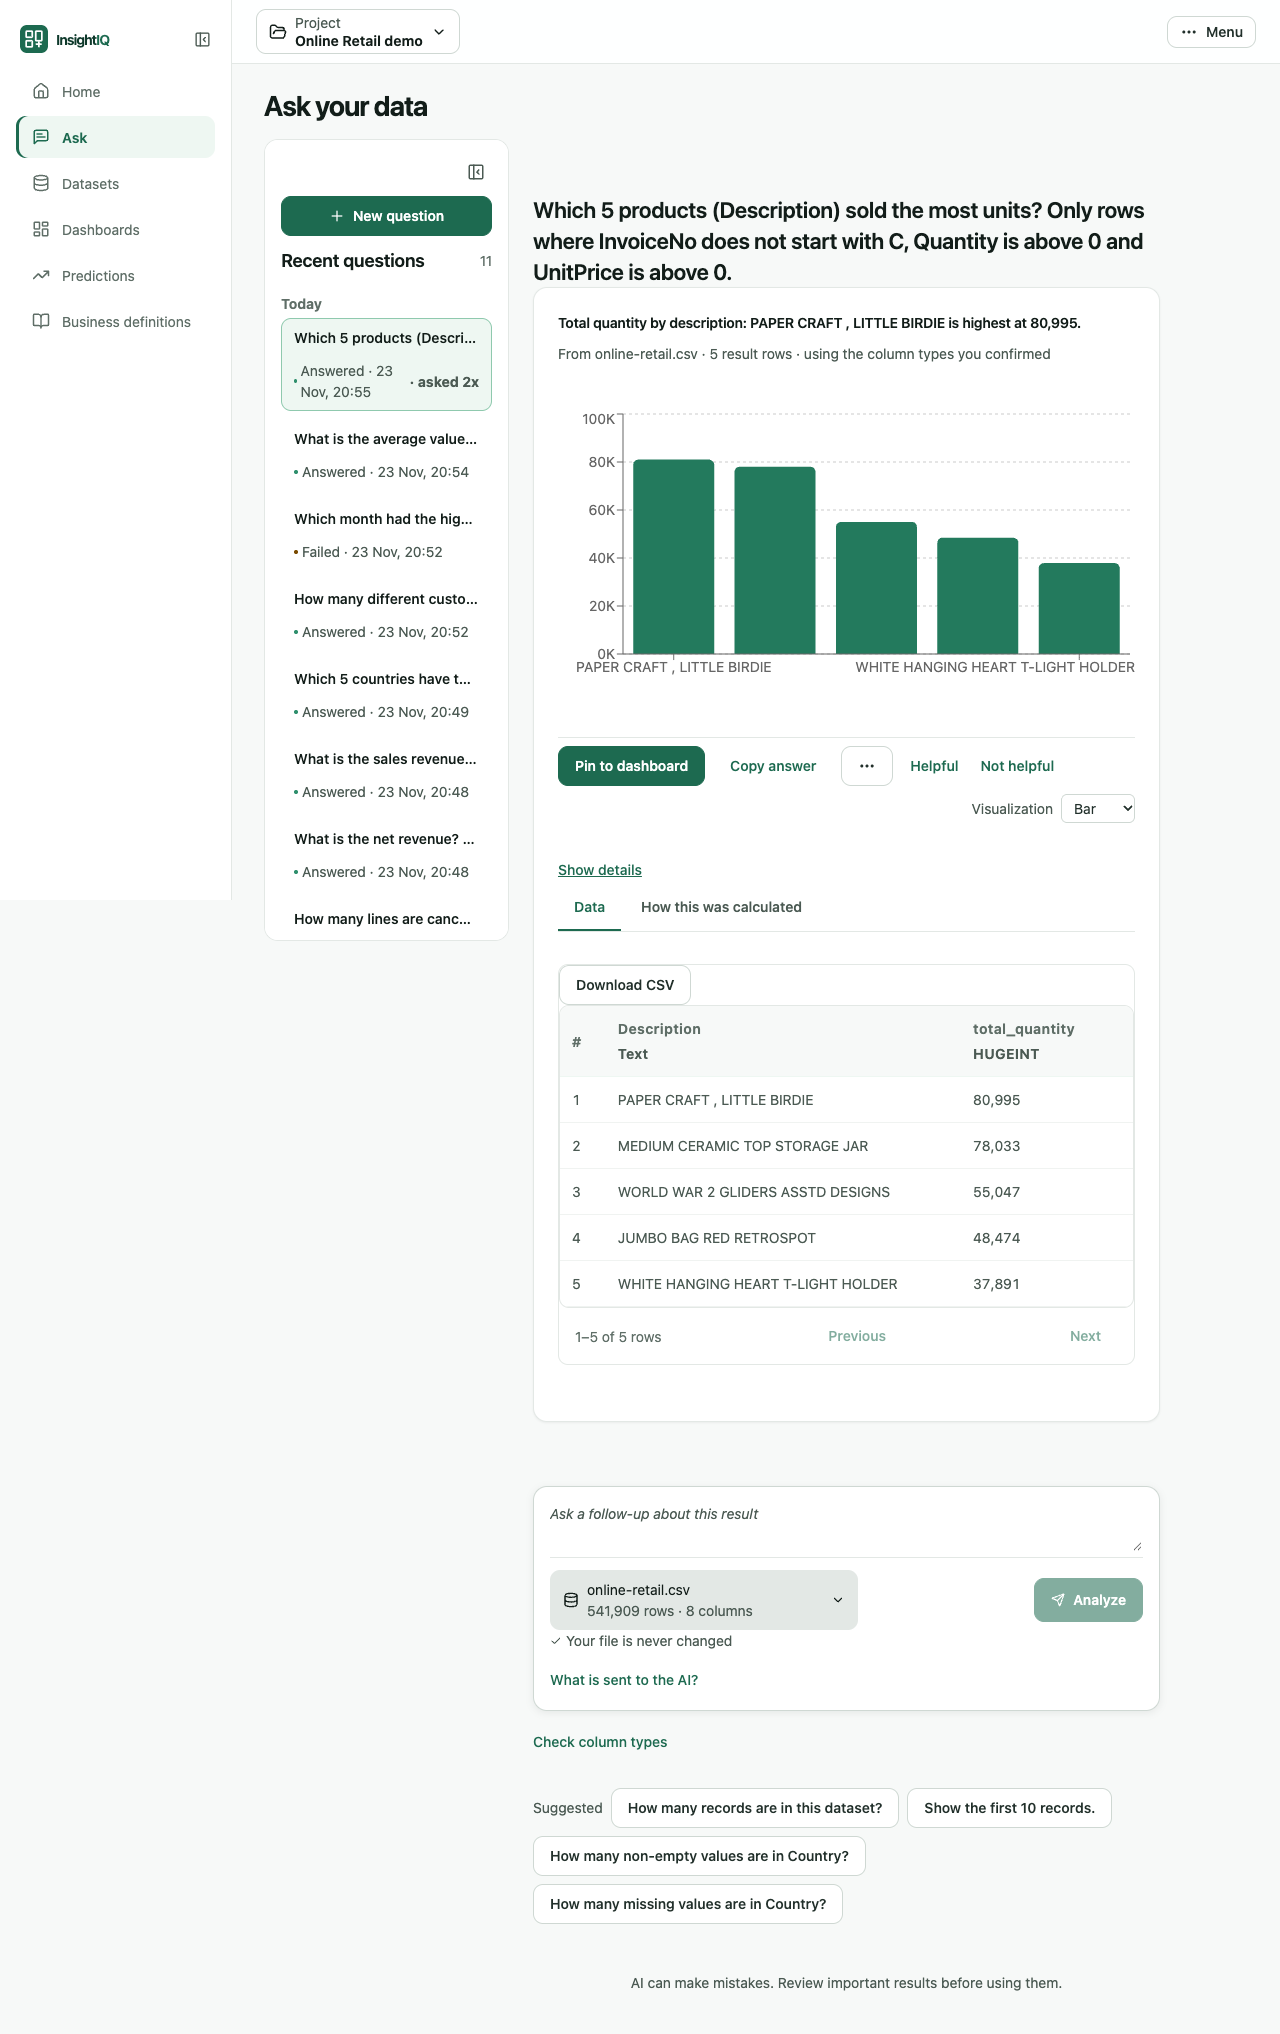 InsightIQ
Home
Ask
Datasets
Dashboards
Predictions
Business definitions
Project
Online Retail demo
Menu
Ask your data
New question
Recent questions
11
Today
Which 5 products (Descri...
Answered · 23
Nov, 20:55
· asked 2x
What is the average value...
Answered · 23 Nov, 20:54
Which month had the hig...
Failed · 23 Nov, 20:52
How many different custo...
Answered · 23 Nov, 20:52
Which 5 countries have t...
Answered · 23 Nov, 20:49
What is the sales revenue...
Answered · 23 Nov, 20:48
What is the net revenue? ...
Answered · 23 Nov, 20:48
How many lines are canc...
Which 5 products (Description) sold the most units? Only rows
where InvoiceNo does not start with C, Quantity is above 0 and
UnitPrice is above 0.
Total quantity by description: PAPER CRAFT , LITTLE BIRDIE is highest at 80,995.
From online-retail.csv · 5 result rows · using the column types you confirmed
100K
80K
60K
40K
20K
0K
PAPER CRAFT , LITTLE BIRDIE
WHITE HANGING HEART T-LIGHT HOLDER
Pin to dashboard
Copy answer
Helpful
Not helpful
Visualization
Bar
Show details
Data
How this was calculated
Download CSV
#
Description
Text
total_quantity
HUGEINT
1 PAPER CRAFT , LITTLE BIRDIE 80,995
2 MEDIUM CERAMIC TOP STORAGE JAR 78,033
3 WORLD WAR 2 GLIDERS ASSTD DESIGNS 55,047
4 JUMBO BAG RED RETROSPOT 48,474
5 WHITE HANGING HEART T-LIGHT HOLDER 37,891
1–5 of 5 rows
Previous
Next
Ask a follow-up about this result
online-retail.csv
541,909 rows · 8 columns
Analyze
✓ Your file is never changed
What is sent to the AI?
Check column types
Suggested
How many records are in this dataset?
Show the first 10 records.
How many non-empty values are in Country?
How many missing values are in Country?
AI can make mistakes. Review important results before using them.